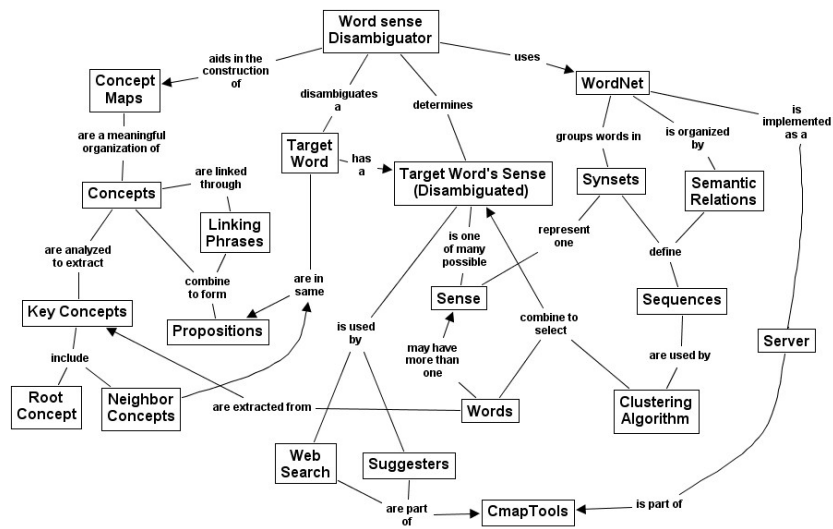 Word sense
Disambiguator
aids in the
construction
of
uses
Concept
Maps
WordNet
disambiguates
a
determines
is
implemented
as a
are a meaningful
organization of
groups words in
is organized
by
Target
Word
has
a
Target Word's Sense
(Disambiguated)
are linked
through
Concepts
Synsets
Semantic
Relations
Linking
Phrases
is one
of many
possible
represent
one
are analyzed
to extract
define
combine
to form
are in
same
Key Concepts
Propositions
Sense
Sequences
is used
by
combine to
select
Server
include
may have
more than
one
are used by
Root
Concept
Neighbor
Concepts
are extracted from
Words
Clustering
Algorithm
Web
Search
Suggesters
are part
of
CmapTools
is part of